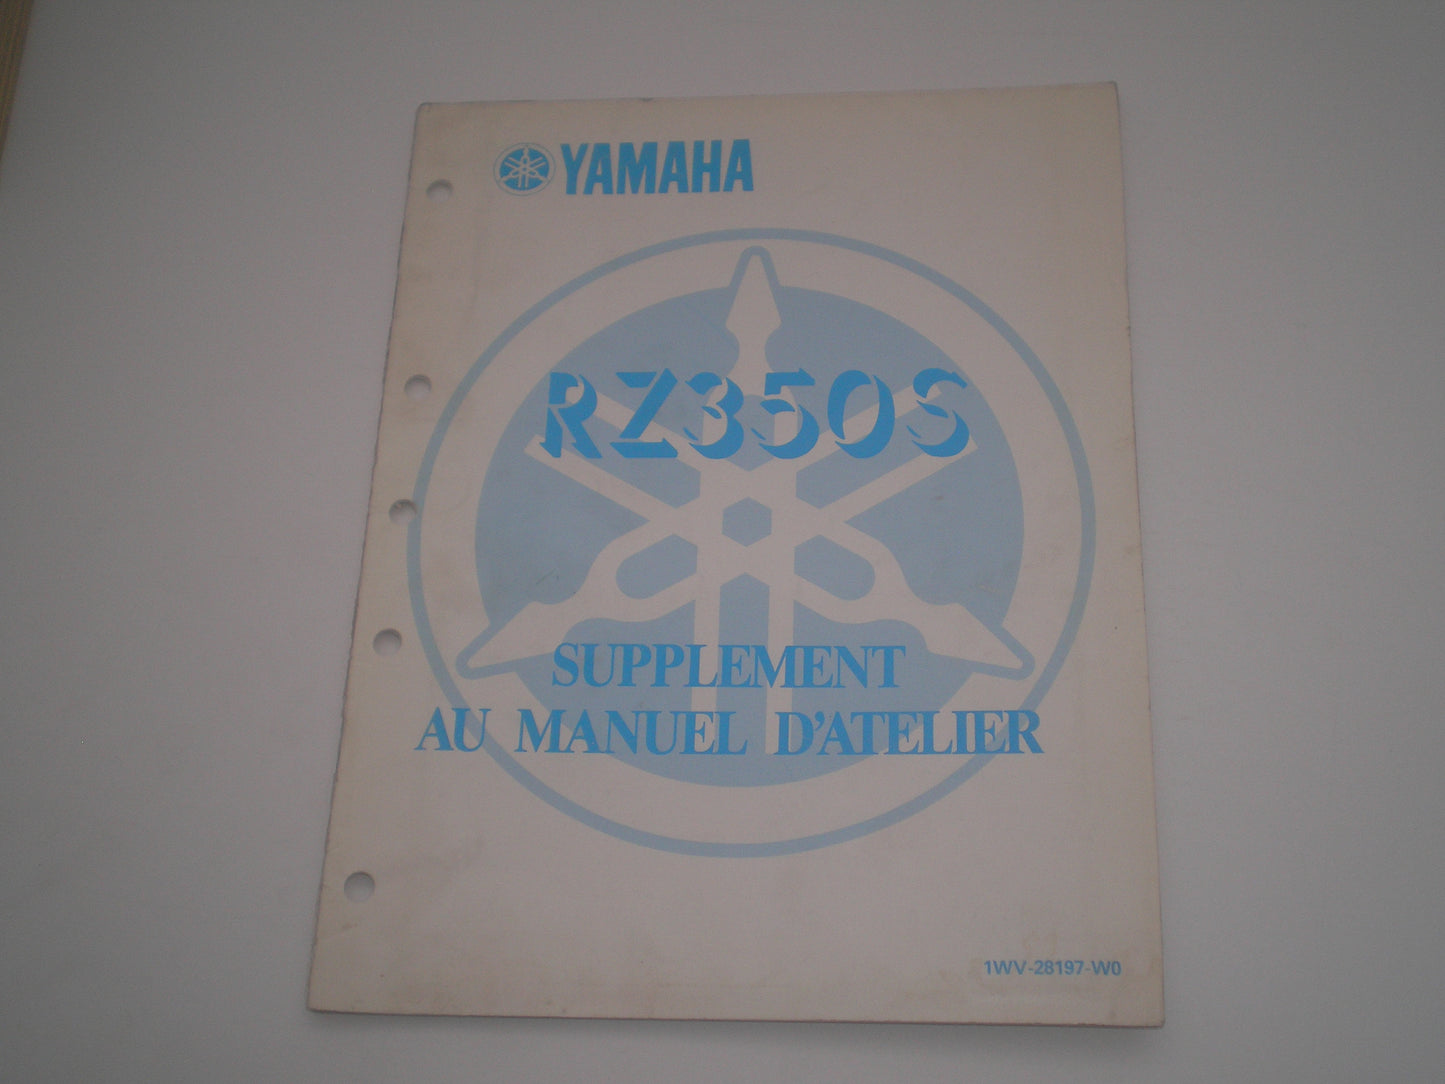 YAMAHA
RZ350S
SUPPLEMENT
AU MANUEL D'ATELIER
1WV-28197-W0